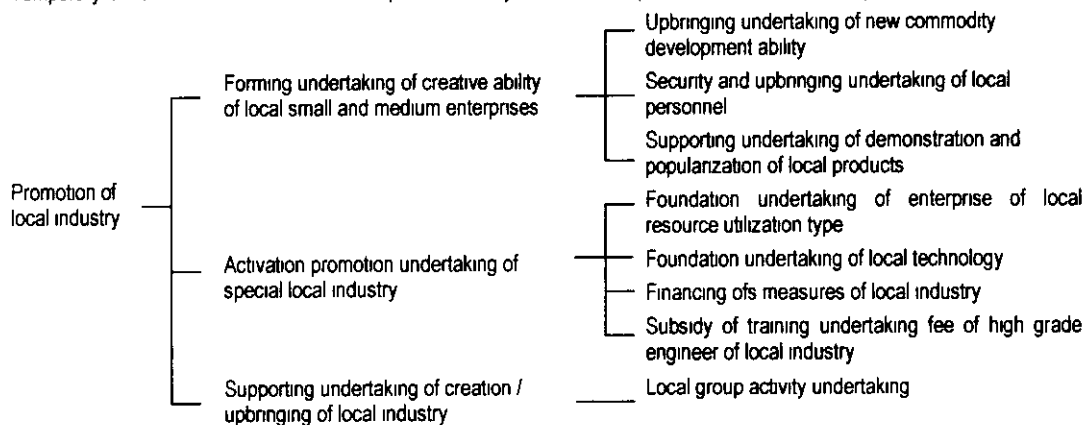 Upbringing undertaking of new commodity
development ability
Forming undertaking of creative ability
of local small and medium enterprises
Security and upbringing undertaking of local
personnel
Supporting undertaking of demonstration and
popularization of local products
Promotion of
local industry
Foundation undertaking of enterprise of local
resource utilization type
Activation promotion undertaking of
special local industry
Foundation undertaking of local technology
Financing ofs measures of local industry
Subsidy of training undertaking fee of high grade
engineer of local industry
Supporting undertaking of creation /
upbringing of local industry
Local group activity undertaking